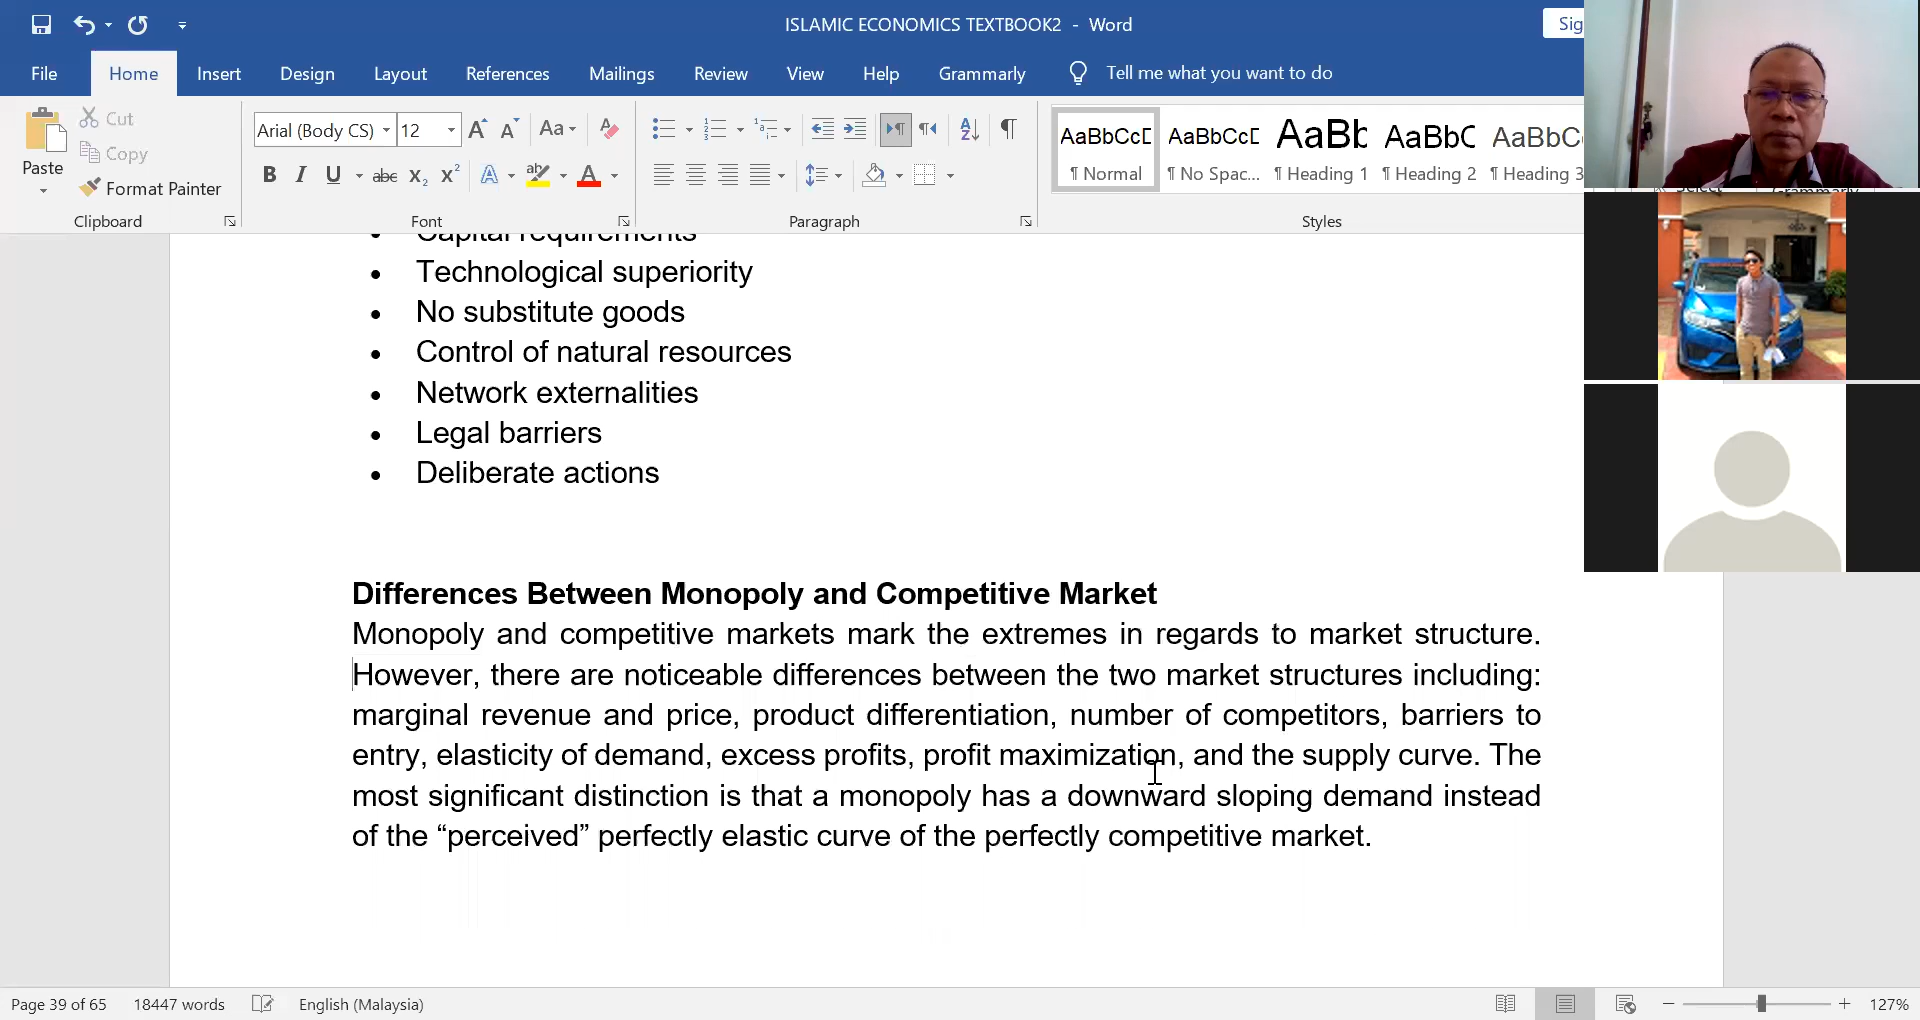 ISLAMIC ECONOMICS TEXTBOOK2 - Word
Sig
File Home Insert Design Layout References Mailings Review View Help Grammarly Tell me what you want to do
Cut
Copy
Paste
Format Painter
Clipboard
Arial (Body CS) 12
Font
Paragraph
AaBbCcD AaBbCcD AaBb AaBbC AaBbC
¶ Normal ¶ No Spac... ¶ Heading 1 ¶ Heading 2 ¶ Heading 3
Select Grammarly
Styles
• Capital requirements
• Technological superiority
• No substitute goods
• Control of natural resources
• Network externalities
• Legal barriers
• Deliberate actions
Differences Between Monopoly and Competitive Market
Monopoly and competitive markets mark the extremes in regards to market structure.
However, there are noticeable differences between the two market structures including:
marginal revenue and price, product differentiation, number of competitors, barriers to
entry, elasticity of demand, excess profits, profit maximization, and the supply curve. The
most significant distinction is that a monopoly has a downward sloping demand instead
of the “perceived” perfectly elastic curve of the perfectly competitive market.
Page 39 of 65 18447 words English (Malaysia) 127%